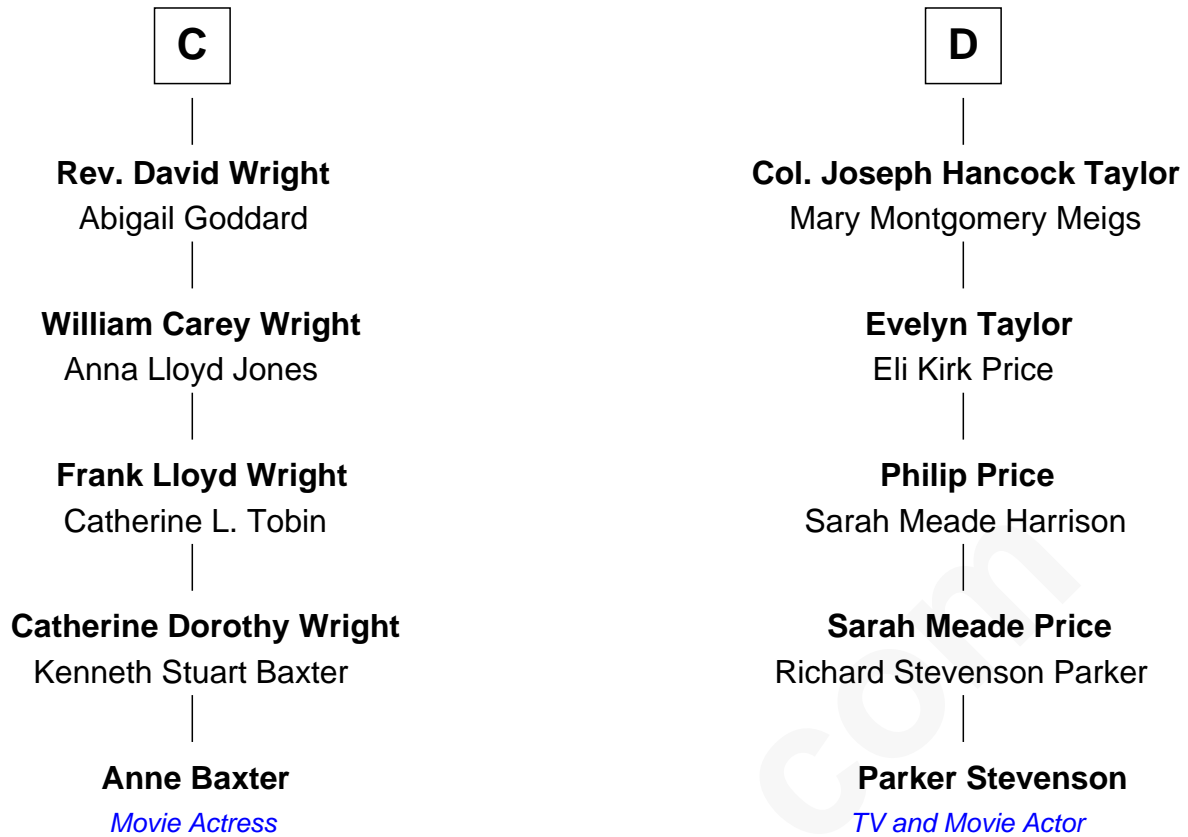 C
Rev. David Wright
Abigail Goddard
William Carey Wright
Anna Lloyd Jones
Frank Lloyd Wright
Catherine L. Tobin
Catherine Dorothy Wright
Kenneth Stuart Baxter
Anne Baxter
Movie Actress
D
Col. Joseph Hancock Taylor
Mary Montgomery Meigs
Evelyn Taylor
Eli Kirk Price
Philip Price
Sarah Meade Harrison
Sarah Meade Price
Richard Stevenson Parker
Parker Stevenson
TV and Movie Actor
com